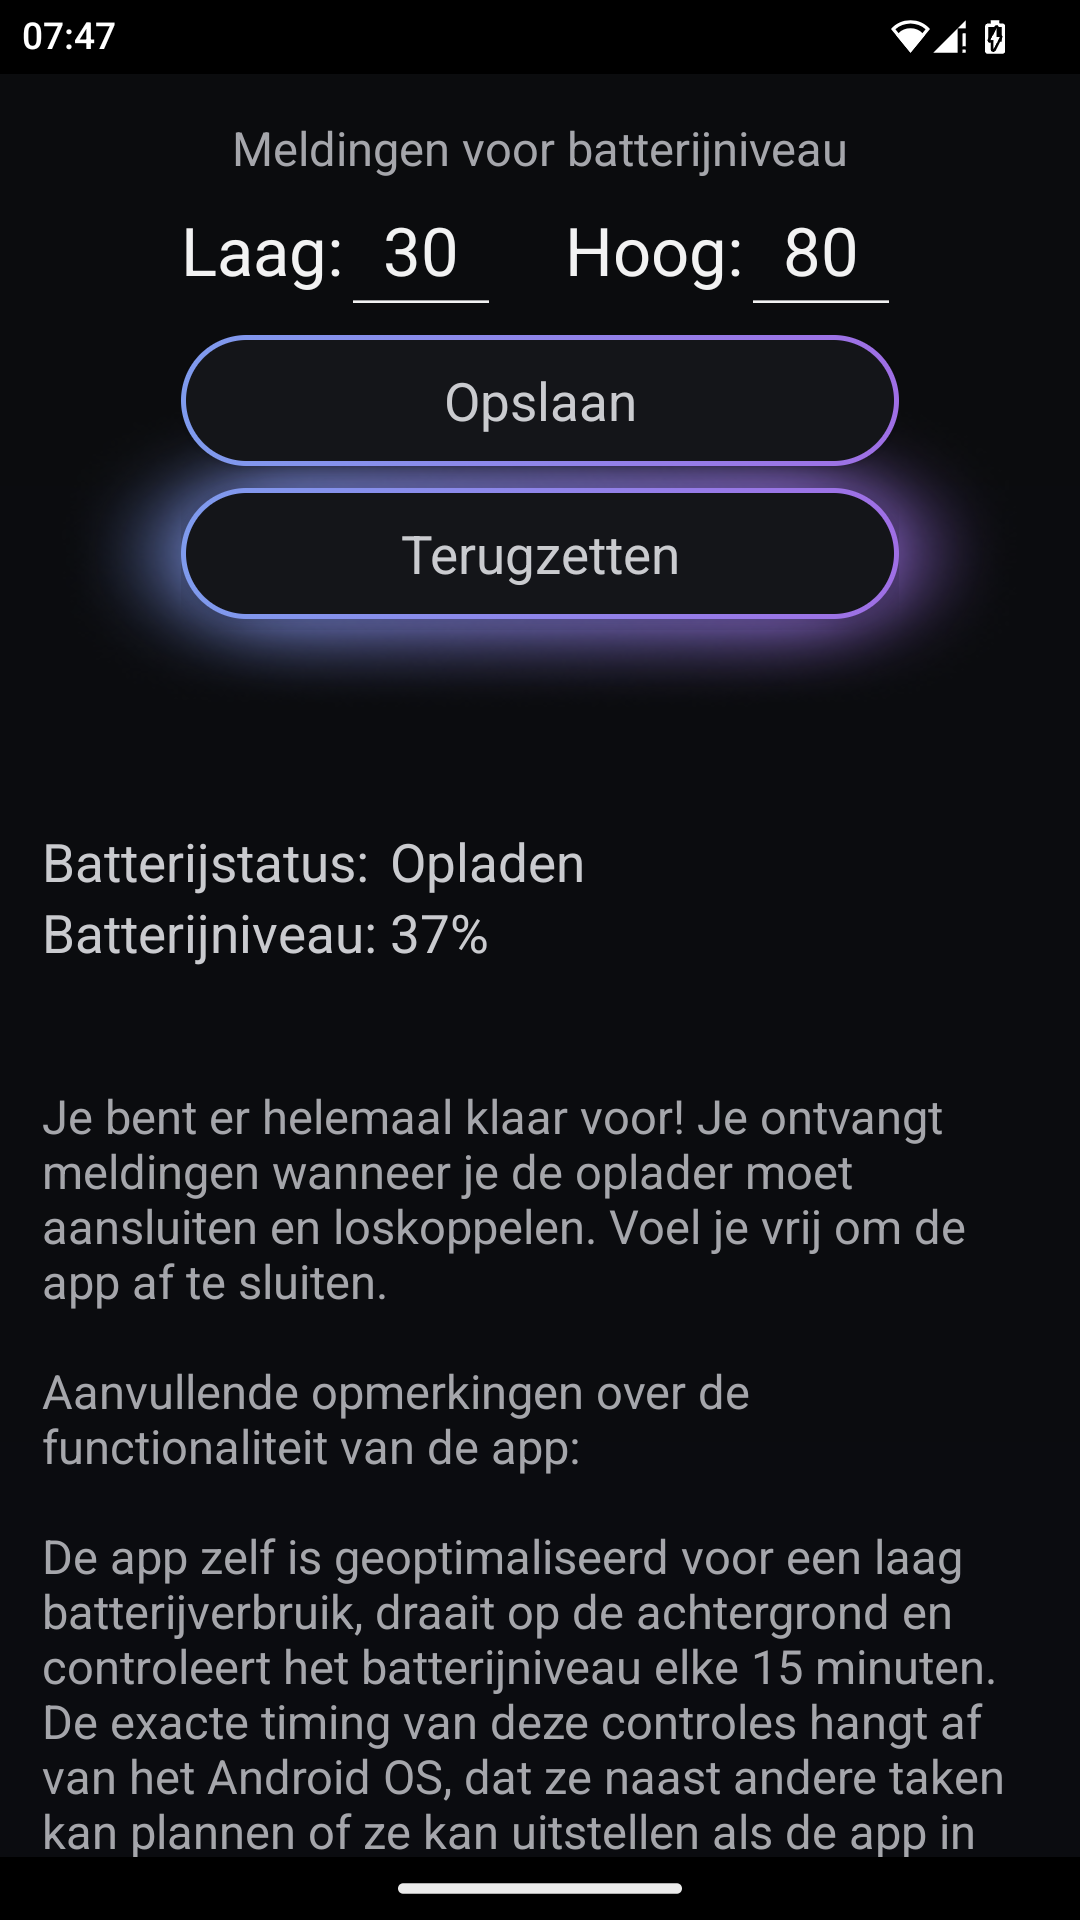 07:47
Meldingen voor batterijniveau
Laag: 30 Hoog: 80
Opslaan
Terugzetten
Batterijstatus: Opladen
Batterijniveau: 37%
Je bent er helemaal klaar voor! Je ontvangt
meldingen wanneer je de oplader moet
aansluiten en loskoppelen. Voel je vrij om de
app af te sluiten.
Aanvullende opmerkingen over de
functionaliteit van de app:
De app zelf is geoptimaliseerd voor een laag
batterijverbruik, draait op de achtergrond en
controleert het batterijniveau elke 15 minuten.
De exacte timing van deze controles hangt af
van het Android OS, dat ze naast andere taken
kan plannen of ze kan uitstellen als de app in